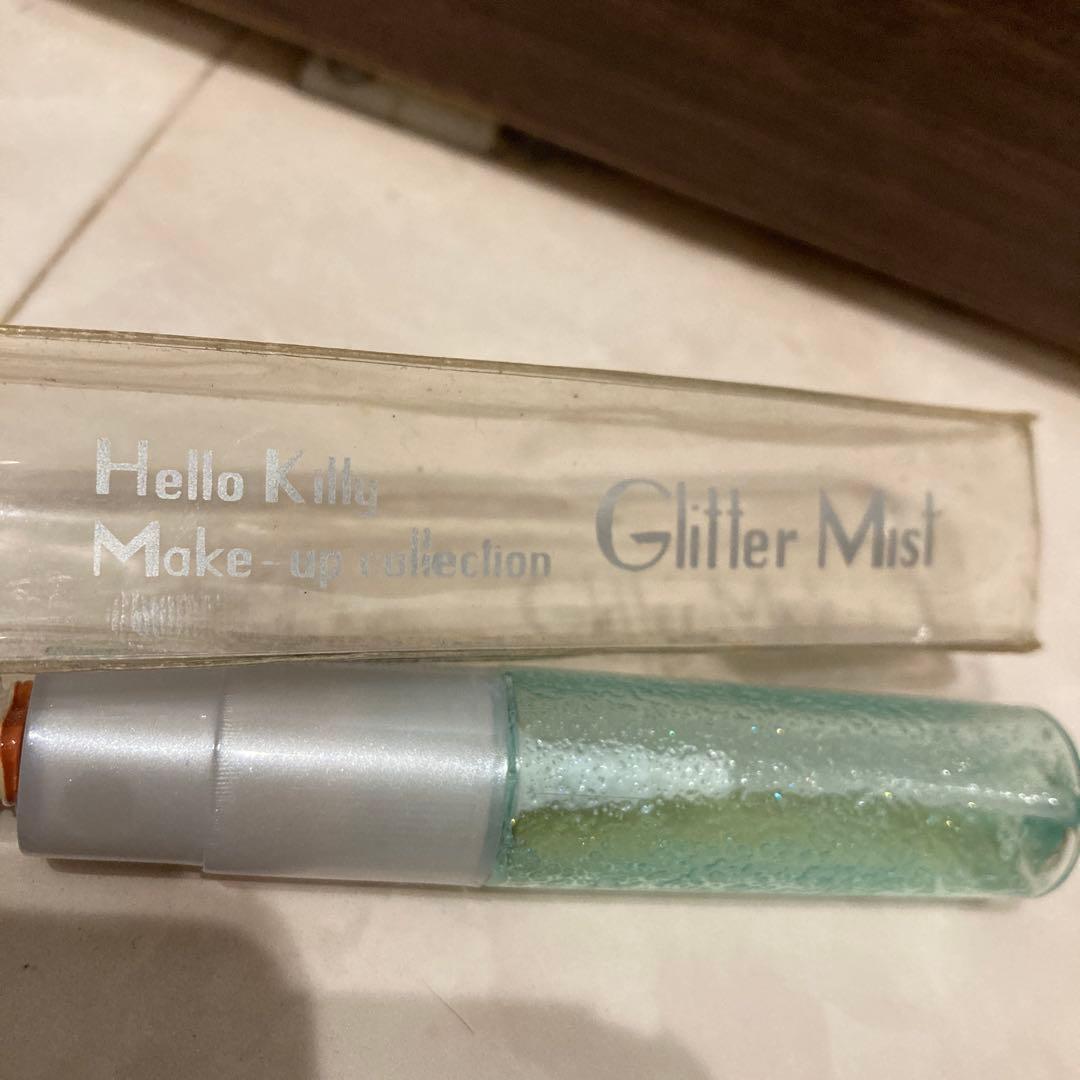 Hello Kitty
Make-up collection
Glitter Mist